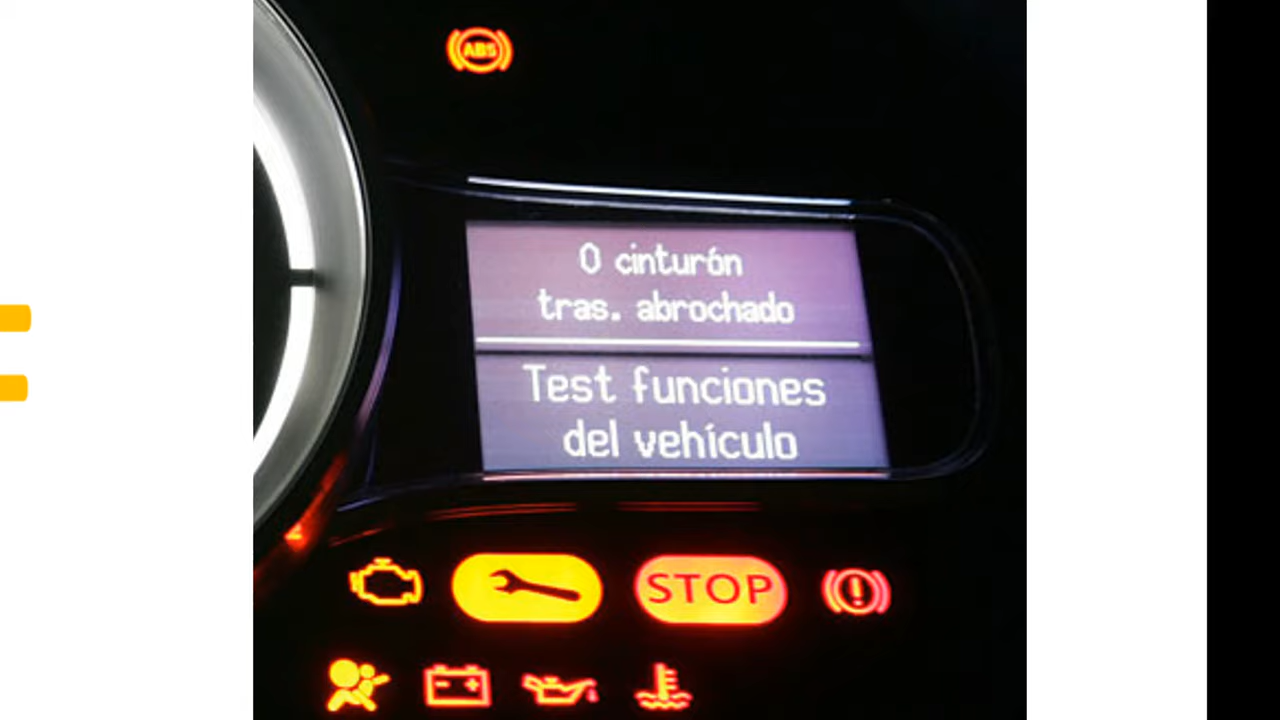 ABS
0 cinturón
tras. abrochado
Test funciones
del vehículo
STOP